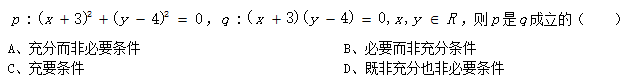 p：(x + 3)² + (y - 4)² = 0，q：(x + 3)(y - 4) = 0, x, y ∈ R，则p是q成立的（　　）
A、充分而非必要条件　　B、必要而非充分条件
C、充要条件　　D、既非充分也非必要条件